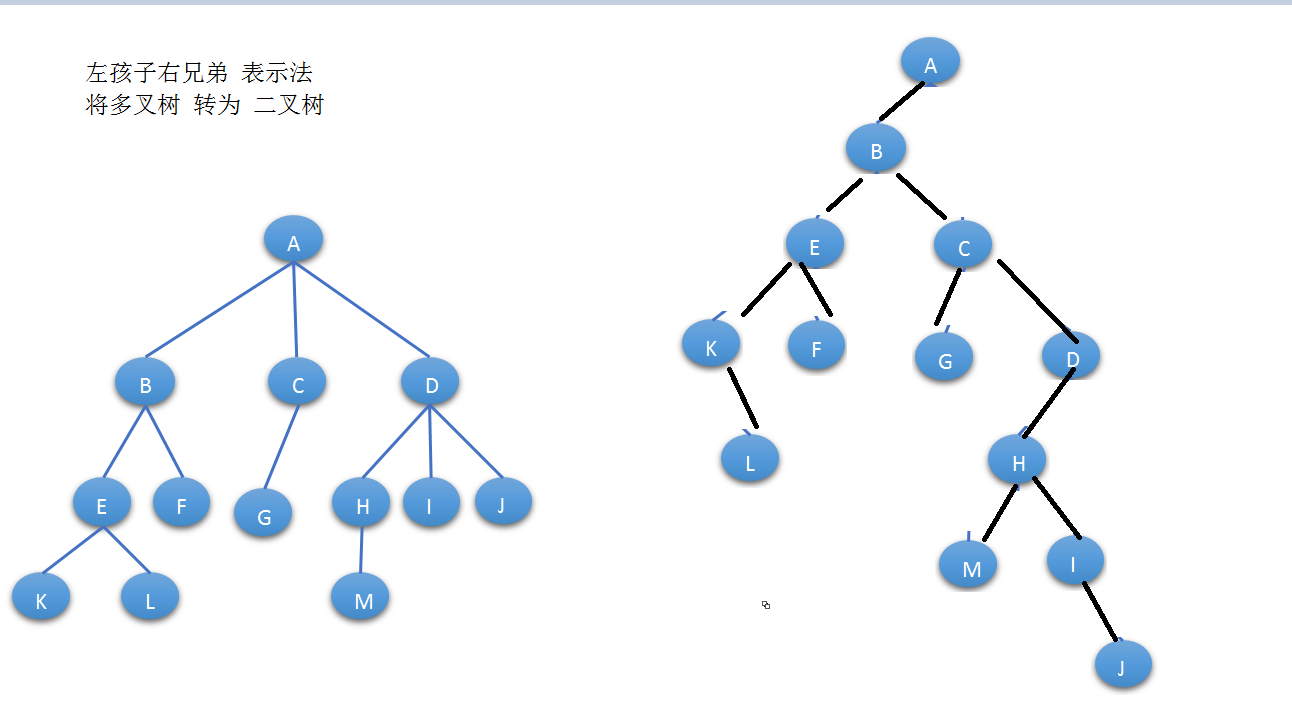 左孩子右兄弟 表示法
将多叉树 转为 二叉树
A
B C D
E F G H I J
K L M
A
B
E C
K F G D
L H
M I
J